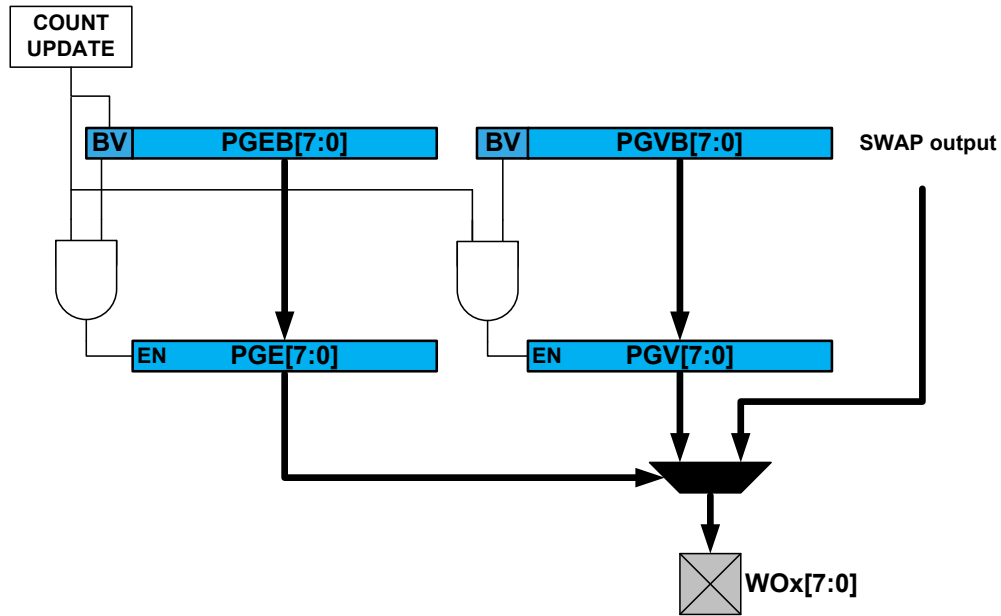 COUNT
UPDATE
BV PGEB[7:0] BV PGVB[7:0] SWAP output
EN PGE[7:0] EN PGV[7:0]
WOx[7:0]